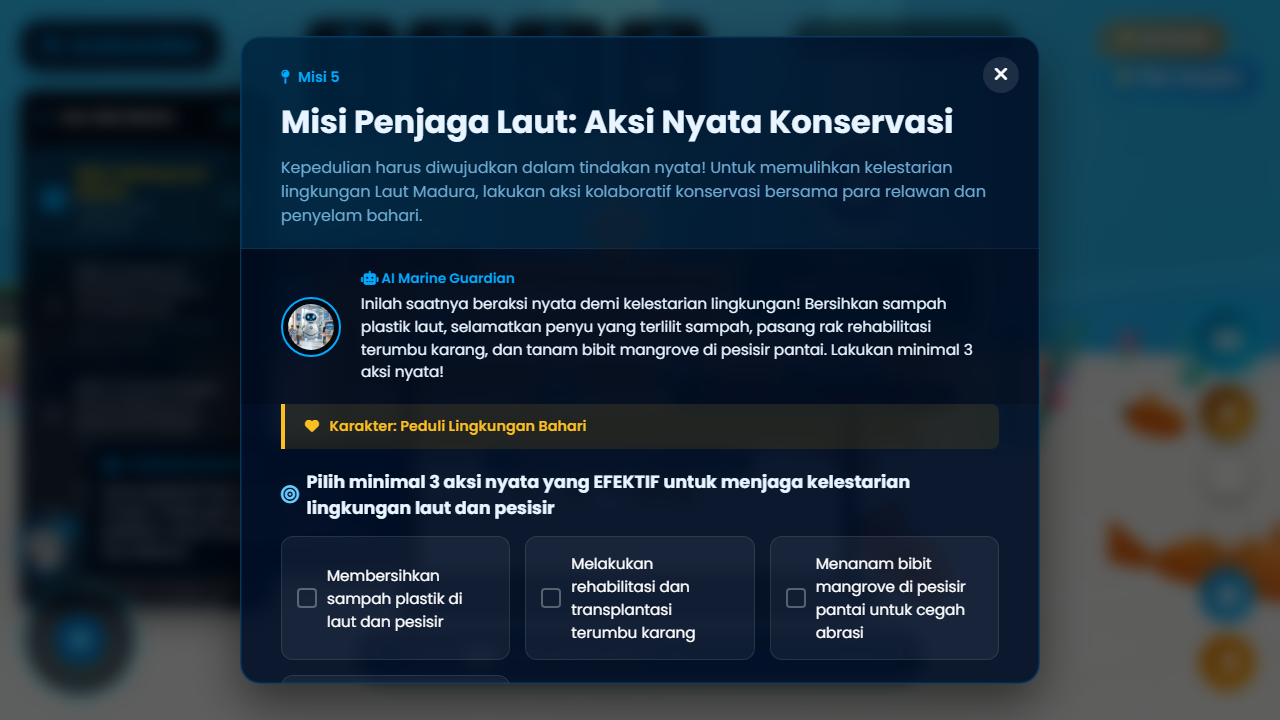 Misi 5
Misi Penjaga Laut: Aksi Nyata Konservasi
Kepedulian harus diwujudkan dalam tindakan nyata! Untuk memulihkan kelestarian
lingkungan Laut Madura, lakukan aksi kolaboratif konservasi bersama para relawan dan
penyelam bahari.
AI Marine Guardian
Inilah saatnya beraksi nyata demi kelestarian lingkungan! Bersihkan sampah
plastik laut, selamatkan penyu yang terlilit sampah, pasang rak rehabilitasi
terumbu karang, dan tanam bibit mangrove di pesisir pantai. Lakukan minimal 3
aksi nyata!
Karakter: Peduli Lingkungan Bahari
Pilih minimal 3 aksi nyata yang EFEKTIF untuk menjaga kelestarian
lingkungan laut dan pesisir
Membersihkan
sampah plastik di
laut dan pesisir
Melakukan
rehabilitasi dan
transplantasi
terumbu karang
Menanam bibit
mangrove di pesisir
pantai untuk cegah
abrasi